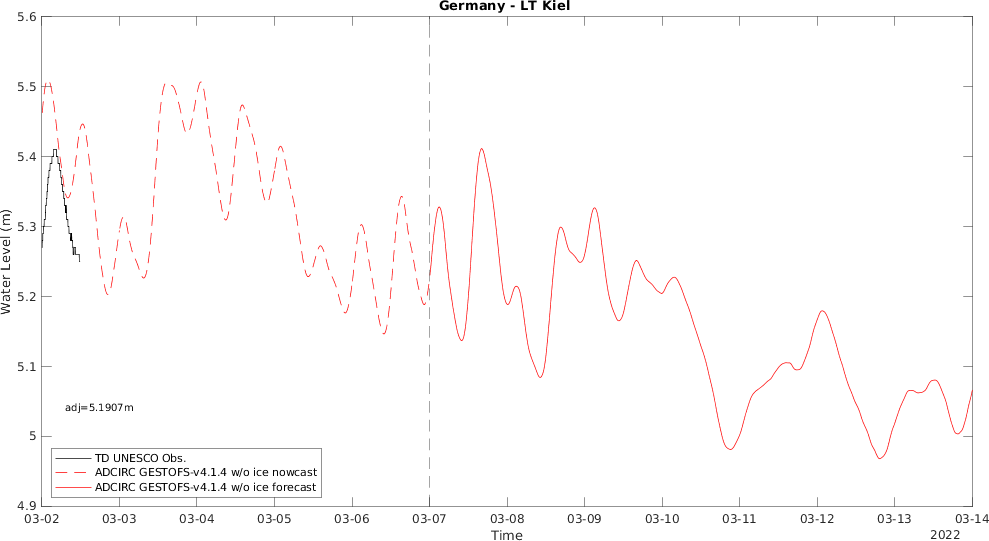 Germany - LT Kiel
5.6
5.5
5.4
5.3
5.2
5.1
5
4.9
Water Level (m)
adj=5.1907m
TD UNESCO Obs.
ADCIRC GESTOFS-v4.1.4 w/o ice nowcast
ADCIRC GESTOFS-v4.1.4 w/o ice forecast
03-02 03-03 03-04 03-05 03-06 03-07 03-08 03-09 03-10 03-11 03-12 03-13 03-14
Time
2022